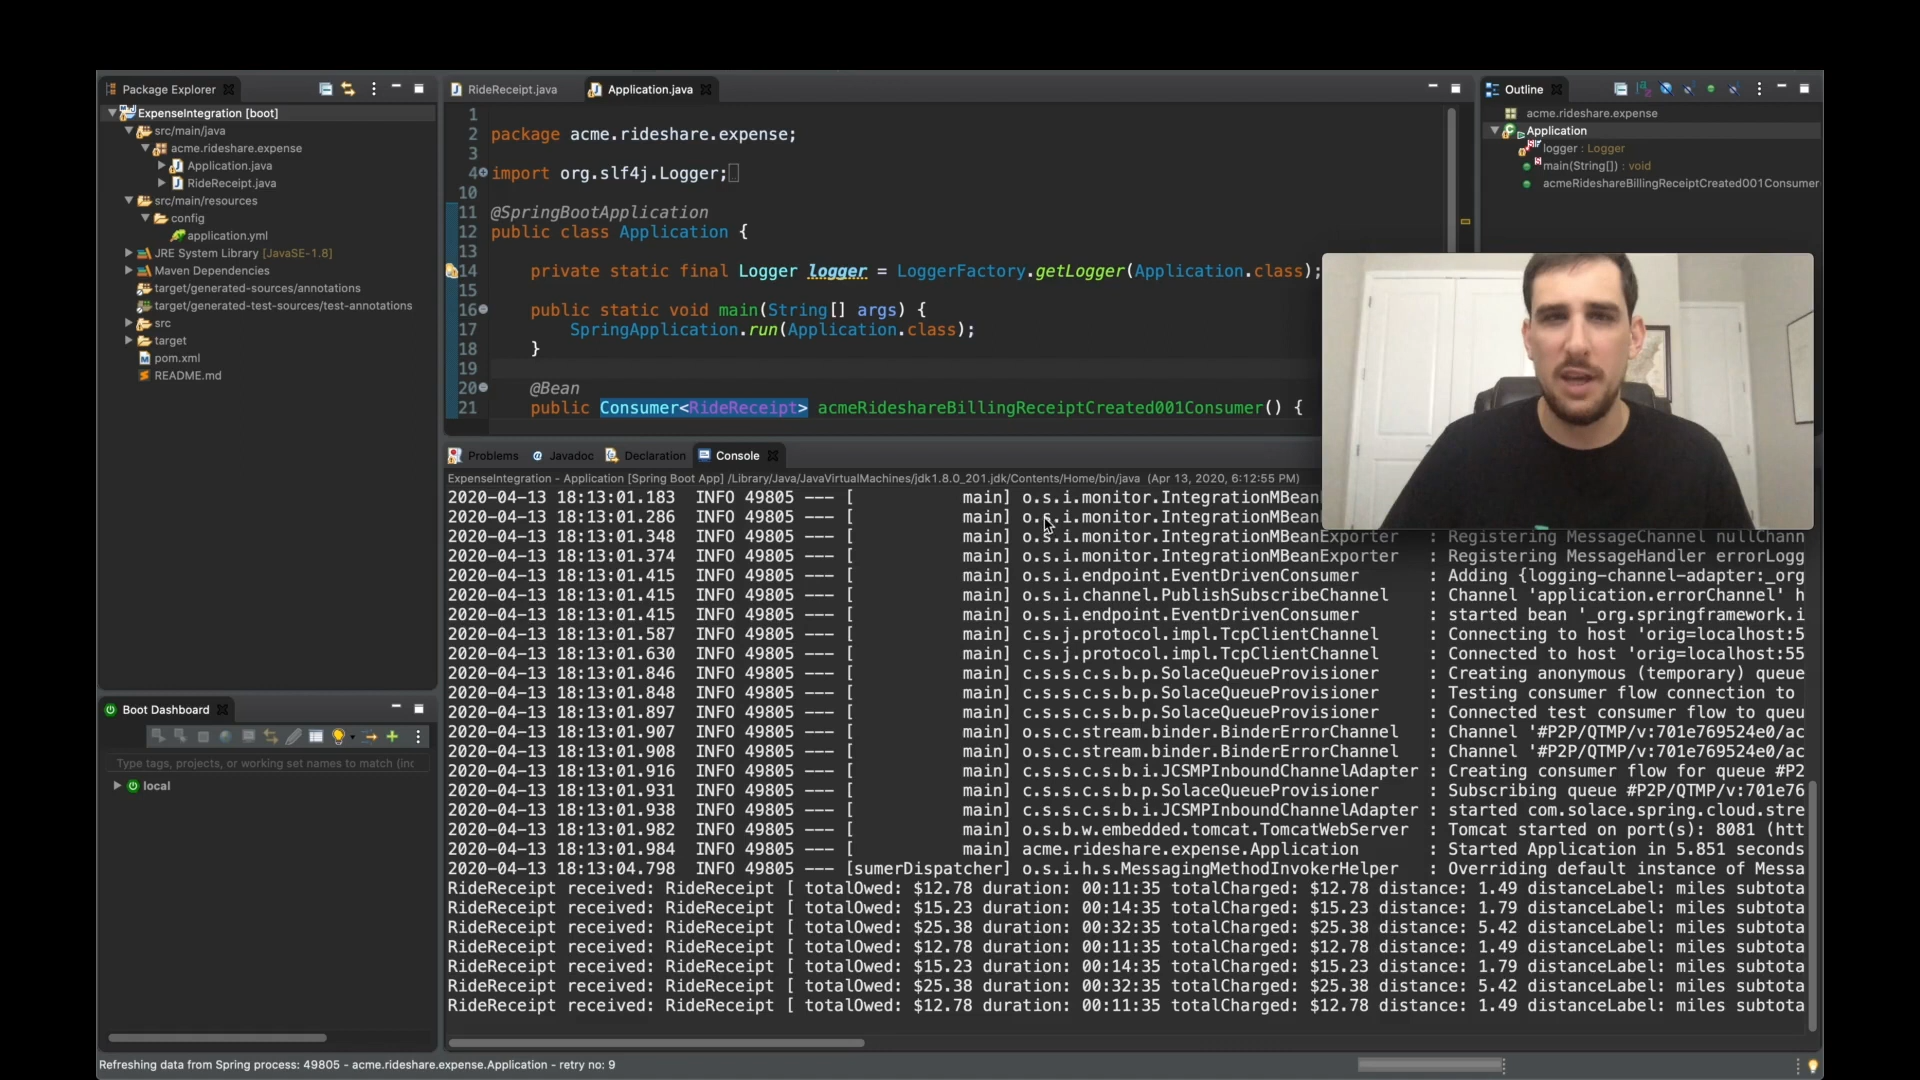 Package Explorer
ExpenseIntegration [boot]
src/main/java
acme.rideshare.expense
Application.java
RideReceipt.java
src/main/resources
config
application.yml
JRE System Library [JavaSE-1.8]
Maven Dependencies
target/generated-sources/annotations
target/generated-test-sources/test-annotations
src
target
pom.xml
README.md
Boot Dashboard
Type tags, projects, or working set names to match (inc
local
RideReceipt.java
Application.java
1
2 package acme.rideshare.expense;
3
4 import org.slf4j.Logger;
10
11 @SpringBootApplication
12 public class Application {
13
14 private static final Logger logger = LoggerFactory.getLogger(Application.class);
15
16 public static void main(String[] args) {
17 SpringApplication.run(Application.class);
18 }
19
20 @Bean
21 public Consumer<RideReceipt> acmeRideshareBillingReceiptCreated001Consumer() {
Outline
acme.rideshare.expense
Application
logger : Logger
main(String[]) : void
acmeRideshareBillingReceiptCreated001Consumer
Problems Javadoc Declaration Console
ExpenseIntegration - Application [Spring Boot App] /Library/Java/JavaVirtualMachines/jdk1.8.0_201.jdk/Contents/Home/bin/java (Apr 13, 2020, 6:12:55 PM)
2020-04-13 18:13:01.183 INFO 49805 --- [ main] o.s.i.monitor.IntegrationMBean
2020-04-13 18:13:01.286 INFO 49805 --- [ main] o.s.i.monitor.IntegrationMBean
2020-04-13 18:13:01.348 INFO 49805 --- [ main] o.s.i.monitor.IntegrationMBeanExporter : Registering MessageChannel nullChann
2020-04-13 18:13:01.374 INFO 49805 --- [ main] o.s.i.monitor.IntegrationMBeanExporter : Registering MessageHandler errorLogg
2020-04-13 18:13:01.415 INFO 49805 --- [ main] o.s.i.endpoint.EventDrivenConsumer : Adding {logging-channel-adapter:_org
2020-04-13 18:13:01.415 INFO 49805 --- [ main] o.s.i.channel.PublishSubscribeChannel : Channel 'application.errorChannel' h
2020-04-13 18:13:01.415 INFO 49805 --- [ main] o.s.i.endpoint.EventDrivenConsumer : started bean '_org.springframework.i
2020-04-13 18:13:01.587 INFO 49805 --- [ main] c.s.j.protocol.impl.TcpClientChannel : Connecting to host 'orig=localhost:5
2020-04-13 18:13:01.630 INFO 49805 --- [ main] c.s.j.protocol.impl.TcpClientChannel : Connected to host 'orig=localhost:55
2020-04-13 18:13:01.846 INFO 49805 --- [ main] c.s.s.c.s.b.p.SolaceQueueProvisioner : Creating anonymous (temporary) queue
2020-04-13 18:13:01.848 INFO 49805 --- [ main] c.s.s.c.s.b.p.SolaceQueueProvisioner : Testing consumer flow connection to
2020-04-13 18:13:01.897 INFO 49805 --- [ main] c.s.s.c.s.b.p.SolaceQueueProvisioner : Connected test consumer flow to queu
2020-04-13 18:13:01.907 INFO 49805 --- [ main] o.s.c.stream.binder.BinderErrorChannel : Channel '#P2P/QTMP/v:701e769524e0/ac
2020-04-13 18:13:01.908 INFO 49805 --- [ main] o.s.c.stream.binder.BinderErrorChannel : Channel '#P2P/QTMP/v:701e769524e0/ac
2020-04-13 18:13:01.916 INFO 49805 --- [ main] c.s.s.c.s.b.i.JCSMPInboundChannelAdapter : Creating consumer flow for queue #P2
2020-04-13 18:13:01.931 INFO 49805 --- [ main] c.s.s.c.s.b.p.SolaceQueueProvisioner : Subscribing queue #P2P/QTMP/v:701e76
2020-04-13 18:13:01.938 INFO 49805 --- [ main] c.s.s.c.s.b.i.JCSMPInboundChannelAdapter : started com.solace.spring.cloud.stre
2020-04-13 18:13:01.982 INFO 49805 --- [ main] o.s.b.w.embedded.tomcat.TomcatWebServer : Tomcat started on port(s): 8081 (htt
2020-04-13 18:13:01.984 INFO 49805 --- [ main] acme.rideshare.expense.Application : Started Application in 5.851 seconds
2020-04-13 18:13:04.798 INFO 49805 --- [sumerDispatcher] o.s.i.h.s.MessagingMethodInvokerHelper : Overriding default instance of Messa
RideReceipt received: RideReceipt [ totalOwed: $12.78 duration: 00:11:35 totalCharged: $12.78 distance: 1.49 distanceLabel: miles subtota
RideReceipt received: RideReceipt [ totalOwed: $15.23 duration: 00:14:35 totalCharged: $15.23 distance: 1.79 distanceLabel: miles subtota
RideReceipt received: RideReceipt [ totalOwed: $25.38 duration: 00:32:35 totalCharged: $25.38 distance: 5.42 distanceLabel: miles subtota
RideReceipt received: RideReceipt [ totalOwed: $12.78 duration: 00:11:35 totalCharged: $12.78 distance: 1.49 distanceLabel: miles subtota
RideReceipt received: RideReceipt [ totalOwed: $15.23 duration: 00:14:35 totalCharged: $15.23 distance: 1.79 distanceLabel: miles subtota
RideReceipt received: RideReceipt [ totalOwed: $25.38 duration: 00:32:35 totalCharged: $25.38 distance: 5.42 distanceLabel: miles subtota
RideReceipt received: RideReceipt [ totalOwed: $12.78 duration: 00:11:35 totalCharged: $12.78 distance: 1.49 distanceLabel: miles subtota
Refreshing data from Spring process: 49805 - acme.rideshare.expense.Application - retry no: 9